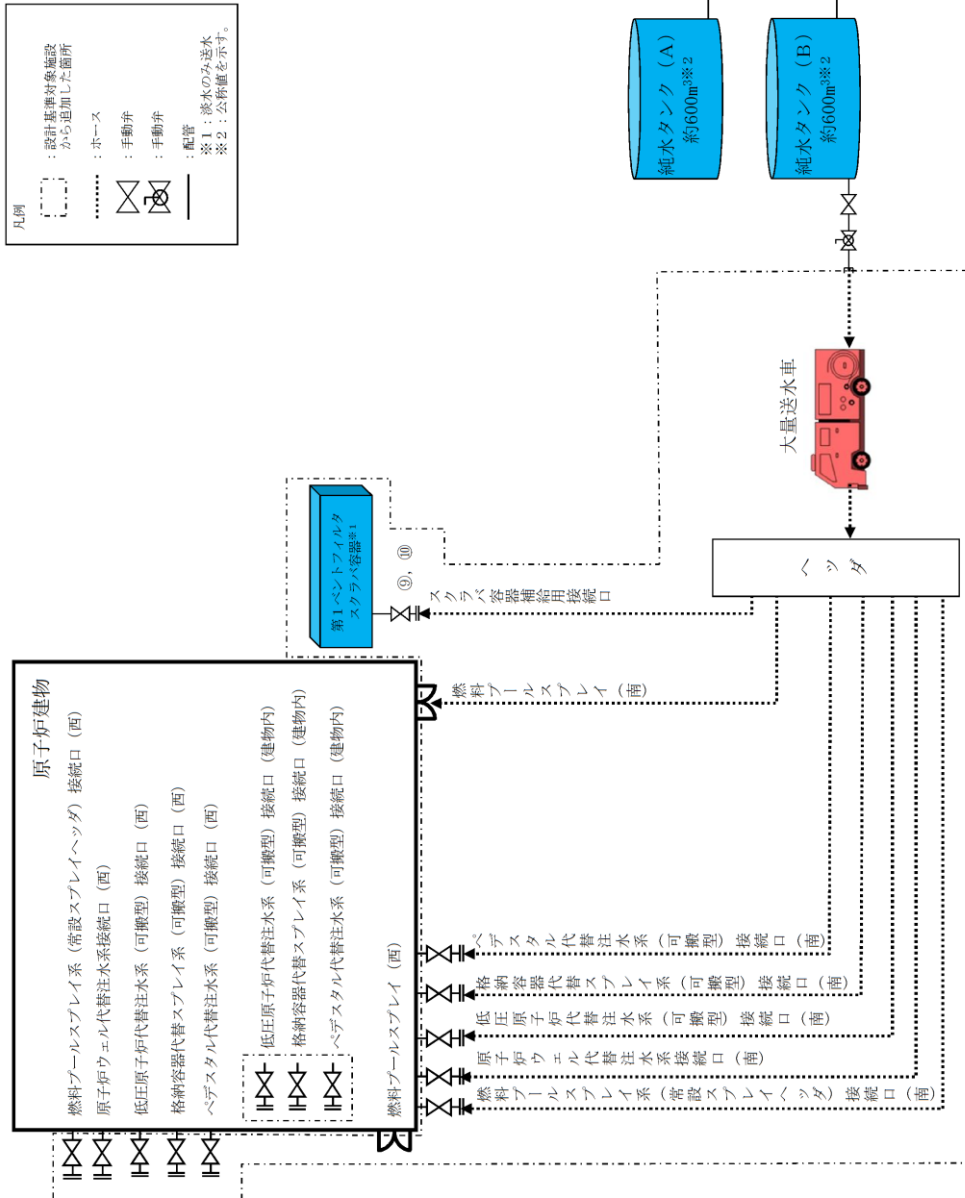 凡例
：設計基準対象施設
から追加した箇所
：ホース
：手動弁
：手動弁
：配管
※1：淡水のみ送水
※2：公称値を示す。
純水タンク（A）
約600m³※2
純水タンク（B）
約600m³※2
大量送水車
ヘッダ
第1ベントフィルタ
スクラバ容器※1
⑨，⑩
スクラバ容器補給用接続口
燃料プールスプレイ（南）
原子炉建物
燃料プールスプレイ系（常設スプレイヘッダ）接続口（西）
原子炉ウェル代替注水系接続口（西）
低圧原子炉代替注水系（可搬型）接続口（西）
格納容器代替スプレイ系（可搬型）接続口（西）
ペデスタル代替注水系（可搬型）接続口（西）
低圧原子炉代替注水系（可搬型）接続口（建物内）
格納容器代替スプレイ系（可搬型）接続口（建物内）
ペデスタル代替注水系（可搬型）接続口（建物内）
燃料プールスプレイ（西）
ペデスタル代替注水系（可搬型）接続口（南）
格納容器代替スプレイ系（可搬型）接続口（南）
低圧原子炉代替注水系（可搬型）接続口（南）
原子炉ウェル代替注水系接続口（南）
燃料プールスプレイ系（常設スプレイヘッダ）接続口（南）